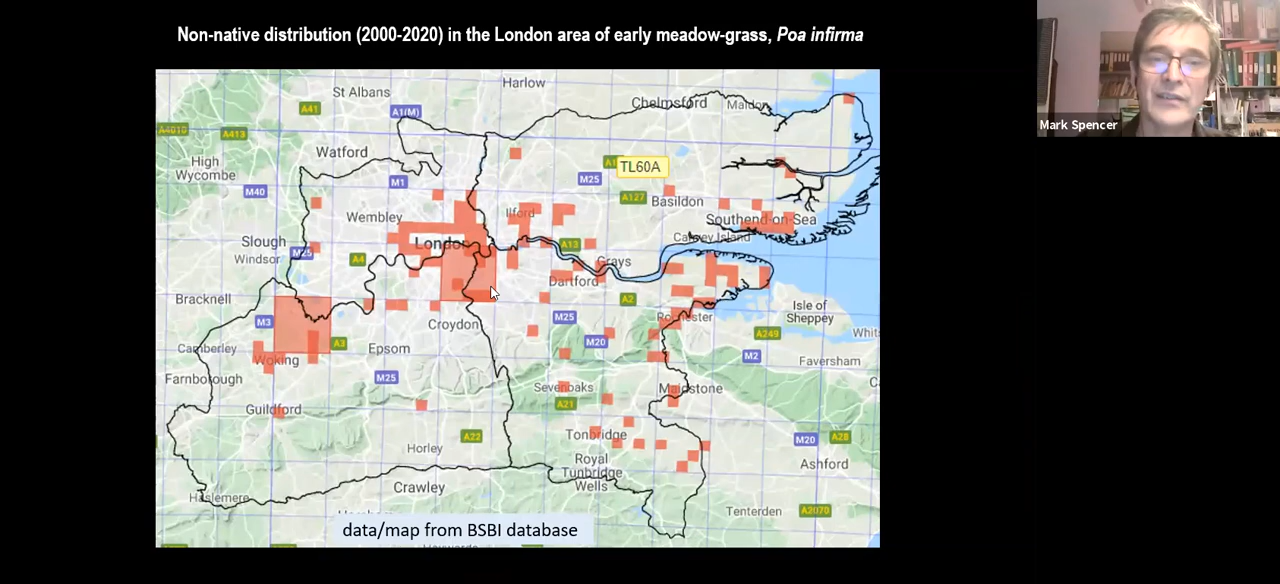 Non-native distribution (2000-2020) in the London area of early meadow-grass, Poa infirma
Mark Spencer
Harlow
St Albans
A41
A1(M)
Chelmsford
Maldon
A4010
A413
High
Wycombe
Watford
TL60A
M25
M40
M1
A127
Basildon
Wembley
Ilford
Southend-on-Sea
Slough
Windsor
M25
London
A4
A13
Canvey Island
Grays
Dartford
Bracknell
A2
Isle of
Sheppey
M3
Croydon
M25
Rochester
A249
Whits
Camberley
Woking
A3
Epsom
M20
M2
Faversham
Farnborough
M25
Sevenoaks
Maidstone
Guildford
A21
A22
Tonbridge
M20
A28
Horley
Royal
Tunbridge
Wells
Ashford
Haslemere
Crawley
Tenterden
A2070
data/map from BSBI database